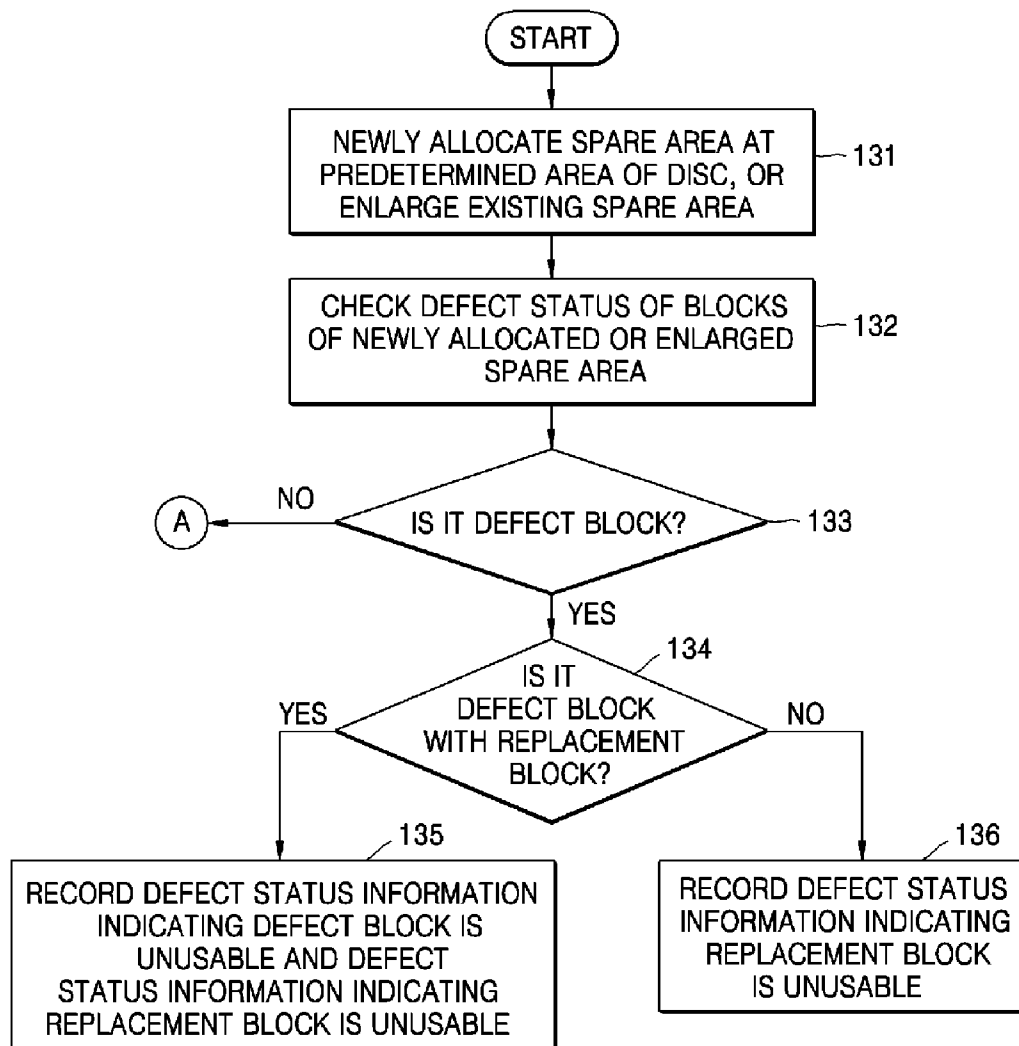 START
NEWLY ALLOCATE SPARE AREA AT
PREDETERMINED AREA OF DISC, OR
ENLARGE EXISTING SPARE AREA
131
CHECK DEFECT STATUS OF BLOCKS
OF NEWLY ALLOCATED OR ENLARGED
SPARE AREA
132
NO
A
IS IT DEFECT BLOCK?
133
YES
134
IS IT
DEFECT BLOCK
WITH REPLACEMENT
BLOCK?
YES
NO
135
RECORD DEFECT STATUS INFORMATION
INDICATING DEFECT BLOCK IS
UNUSABLE AND DEFECT
STATUS INFORMATION INDICATING
REPLACEMENT BLOCK IS UNUSABLE
136
RECORD DEFECT STATUS
INFORMATION INDICATING
REPLACEMENT BLOCK
IS UNUSABLE